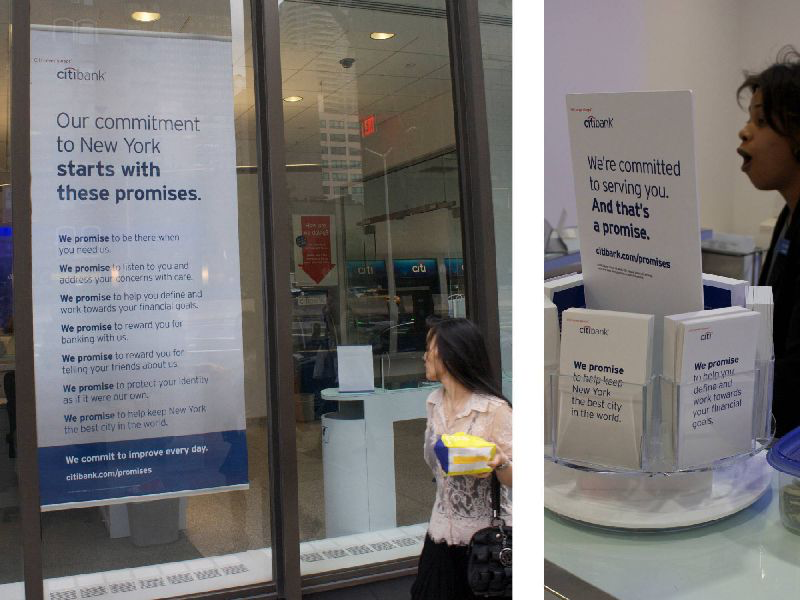 citibank
Our commitment
to New York
starts with
these promises.
We promise to be there when
you need us.
We promise to listen to you and
address your concerns with care.
We promise to help you define and
work towards your financial goals.
We promise to reward you for
banking with us.
We promise to reward you for
telling your friends about us.
We promise to protect your identity
as if it were our own.
We promise to help keep New York
the best city in the world.
We commit to improve every day.
citibank.com/promises
EXIT
How are
we doing?
citi
citi
citibank
We're committed
to serving you.
And that's
a promise.
citibank.com/promises
citibank
We promise
to help keep
New York
the best city
in the world.
citi
We promise
to help you
define and
work towards
your financial
goals.